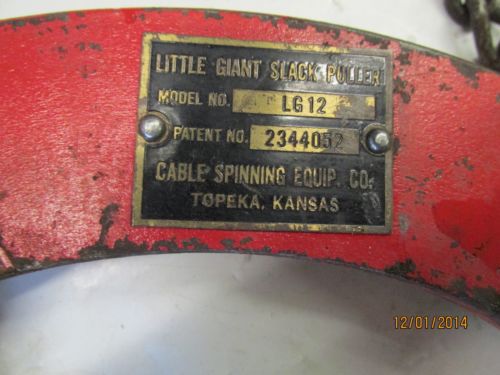 LITTLE GIANT SLACK PULLER
MODEL NO. LG12
PATENT NO. 2344052
CABLE SPINNING EQUIP. CO.
TOPEKA, KANSAS
12/01/2014